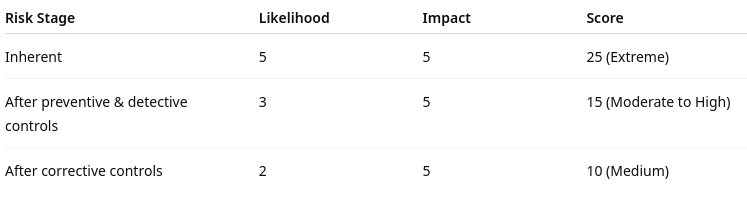 Risk Stage Likelihood Impact Score
Inherent 5 5 25 (Extreme)
After preventive & detective 3 5 15 (Moderate to High)
controls
After corrective controls 2 5 10 (Medium)